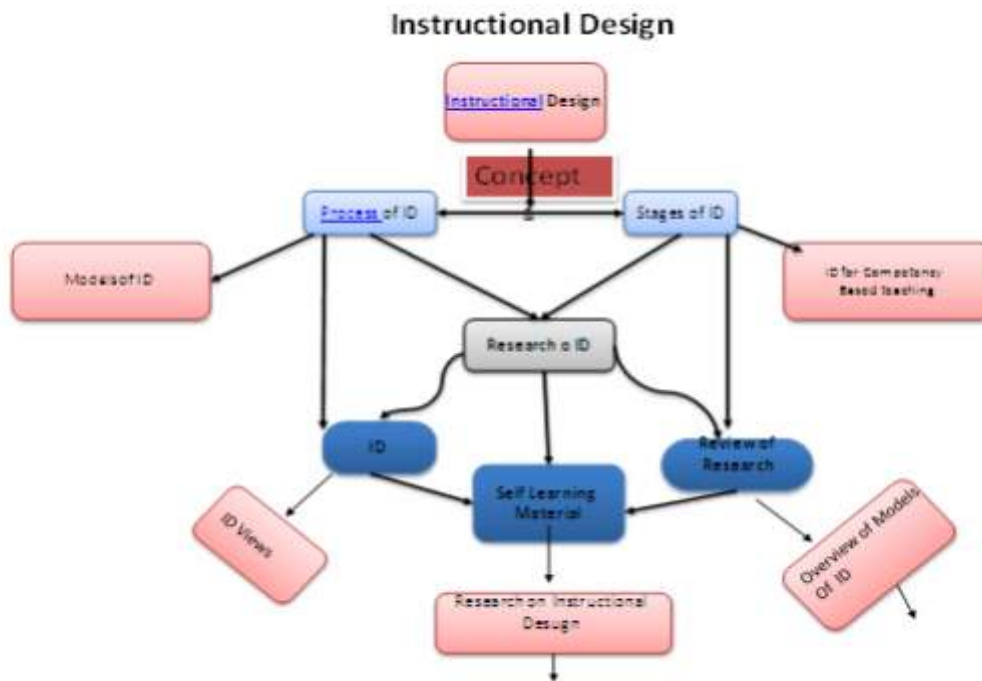 Instructional Design
Instructional Design
Concept
Process of ID
Stages of ID
Models of ID
ID for Competency
Based teaching
Research o ID
ID
Review of
Research
Self Learning
Material
ID Views
Overview of Models
Of ID
Research on Instructional
Desugn